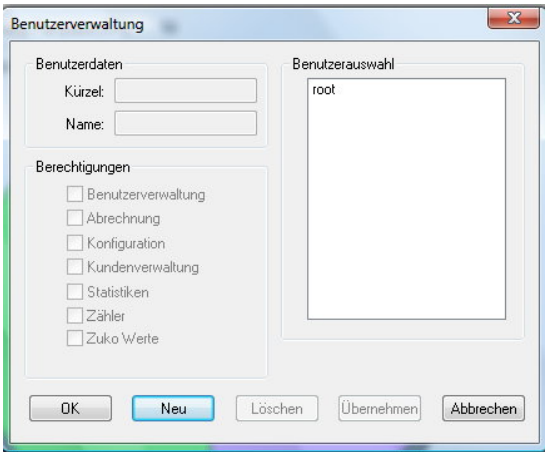 Benutzerverwaltung
Benutzerdaten
Kürzel:
Name:
Berechtigungen
Benutzerverwaltung
Abrechnung
Konfiguration
Kundenverwaltung
Statistiken
Zähler
Zuko Werte
Benutzerauswahl
root
OK
Neu
Löschen
Übernehmen
Abbrechen